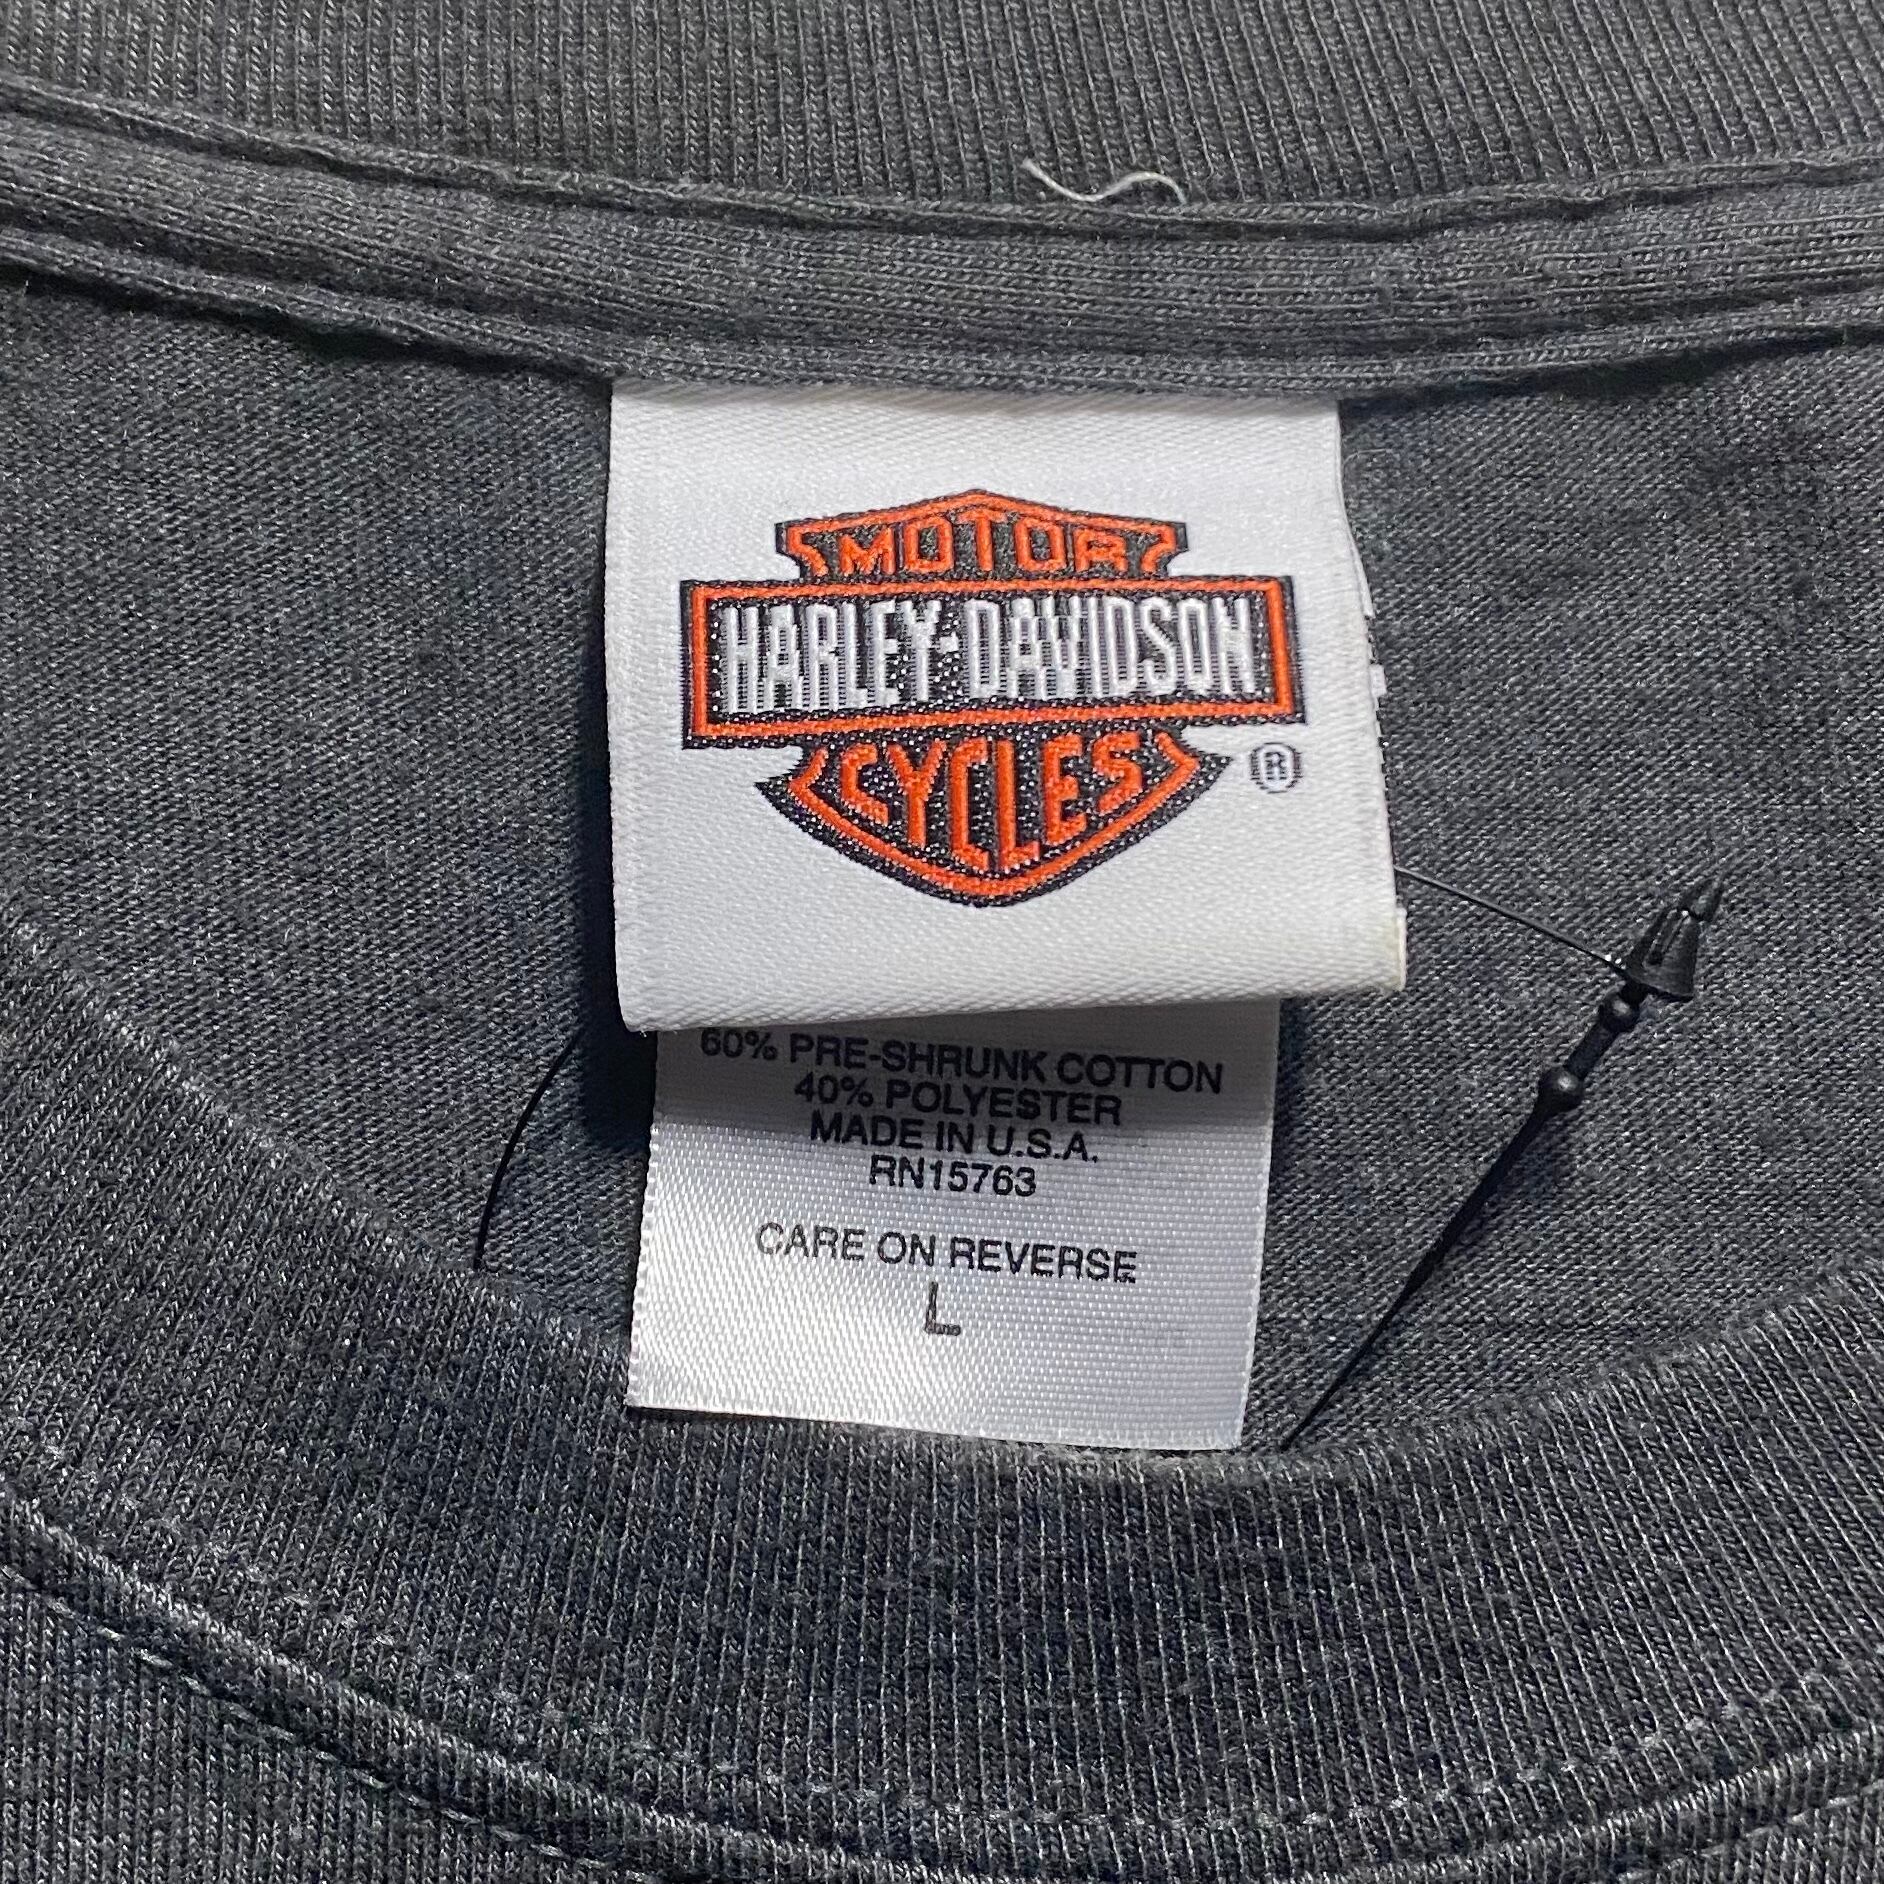 MOTOR
HARLEY-DAVIDSON
CYCLES
®
60% PRE-SHRUNK COTTON
40% POLYESTER
MADE IN U.S.A.
RN15763
CARE ON REVERSE
L